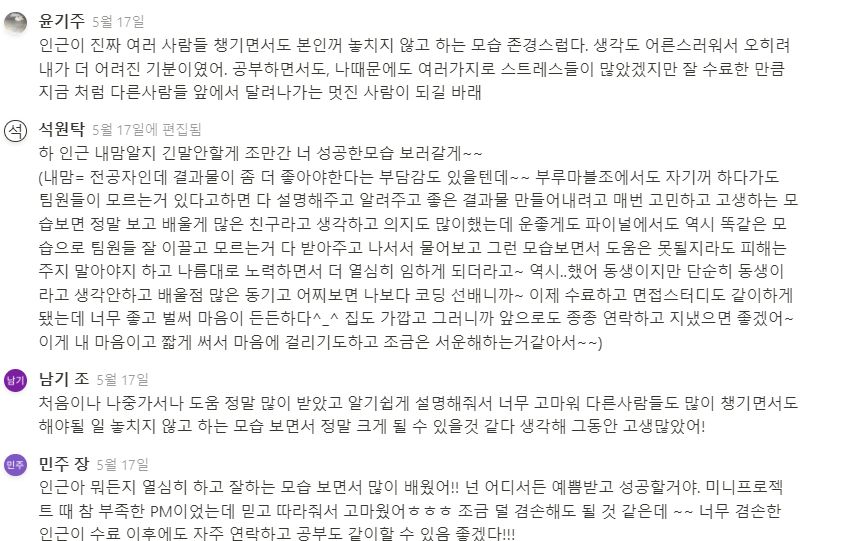 윤기주 5월 17일
인근이 진짜 여러 사람들 챙기면서도 본인꺼 놓치지 않고 하는 모습 존경스럽다. 생각도 어른스러워서 오히려
내가 더 어려진 기분이었어. 공부하면서도, 나때문에도 여러가지로 스트레스들이 많았겠지만 잘 수료한 만큼
지금 처럼 다른사람들 앞에서 달려나가는 멋진 사람이 되길 바래
석
석원탁 5월 17일에 편집됨
하 인근 내맘알지 긴말안할게 조만간 너 성공한모습 보러갈게~~
(내맘= 전공자인데 결과물이 좀 더 좋아야한다는 부담감도 있을텐데~~ 부루마블조에서도 자기꺼 하다가도
팀원들이 모르는거 있다고하면 다 설명해주고 알려주고 좋은 결과물 만들어내려고 매번 고민하고 고생하는 모
습보면 정말 보고 배울게 많은 친구라고 생각하고 의지도 많이했는데 운좋게도 파이널에서도 역시 똑같은 모
습으로 팀원들 잘 이끌고 모르는거 다 받아주고 나서서 물어보고 그런 모습보면서 도움은 못될지라도 피해는
주지 말아야지 하고 나름대로 노력하면서 더 열심히 임하게 되더라고~ 역시..했어 동생이지만 단순히 동생이
라고 생각안하고 배울점 많은 동기고 어찌보면 나보다 코딩 선배니까~ 이제 수료하고 면접스터디도 같이하게
됐는데 너무 좋고 벌써 마음이 든든하다^_^ 집도 가깝고 그러니까 앞으로도 종종 연락하고 지냈으면 좋겠어~
이게 내 마음이고 짧게 써서 마음에 걸리기도하고 조금은 서운해하는거같아서~~)
남기
남기 조 5월 17일
처음이나 나중가서나 도움 정말 많이 받았고 알기쉽게 설명해줘서 너무 고마워 다른사람들도 많이 챙기면서도
해야될 일 놓치지 않고 하는 모습 보면서 정말 크게 될 수 있을것 같다 생각해 그동안 고생많았어!
민주
민주 장 5월 17일
인근아 뭐든지 열심히 하고 잘하는 모습 보면서 많이 배웠어!! 넌 어디서든 예쁨받고 성공할거야. 미니프로젝
트 때 참 부족한 PM이었는데 믿고 따라줘서 고마웠어ㅎㅎㅎ 조금 덜 겸손해도 될 것 같은데 ~~ 너무 겸손한
인근이 수료 이후에도 자주 연락하고 공부도 같이할 수 있음 좋겠다!!!